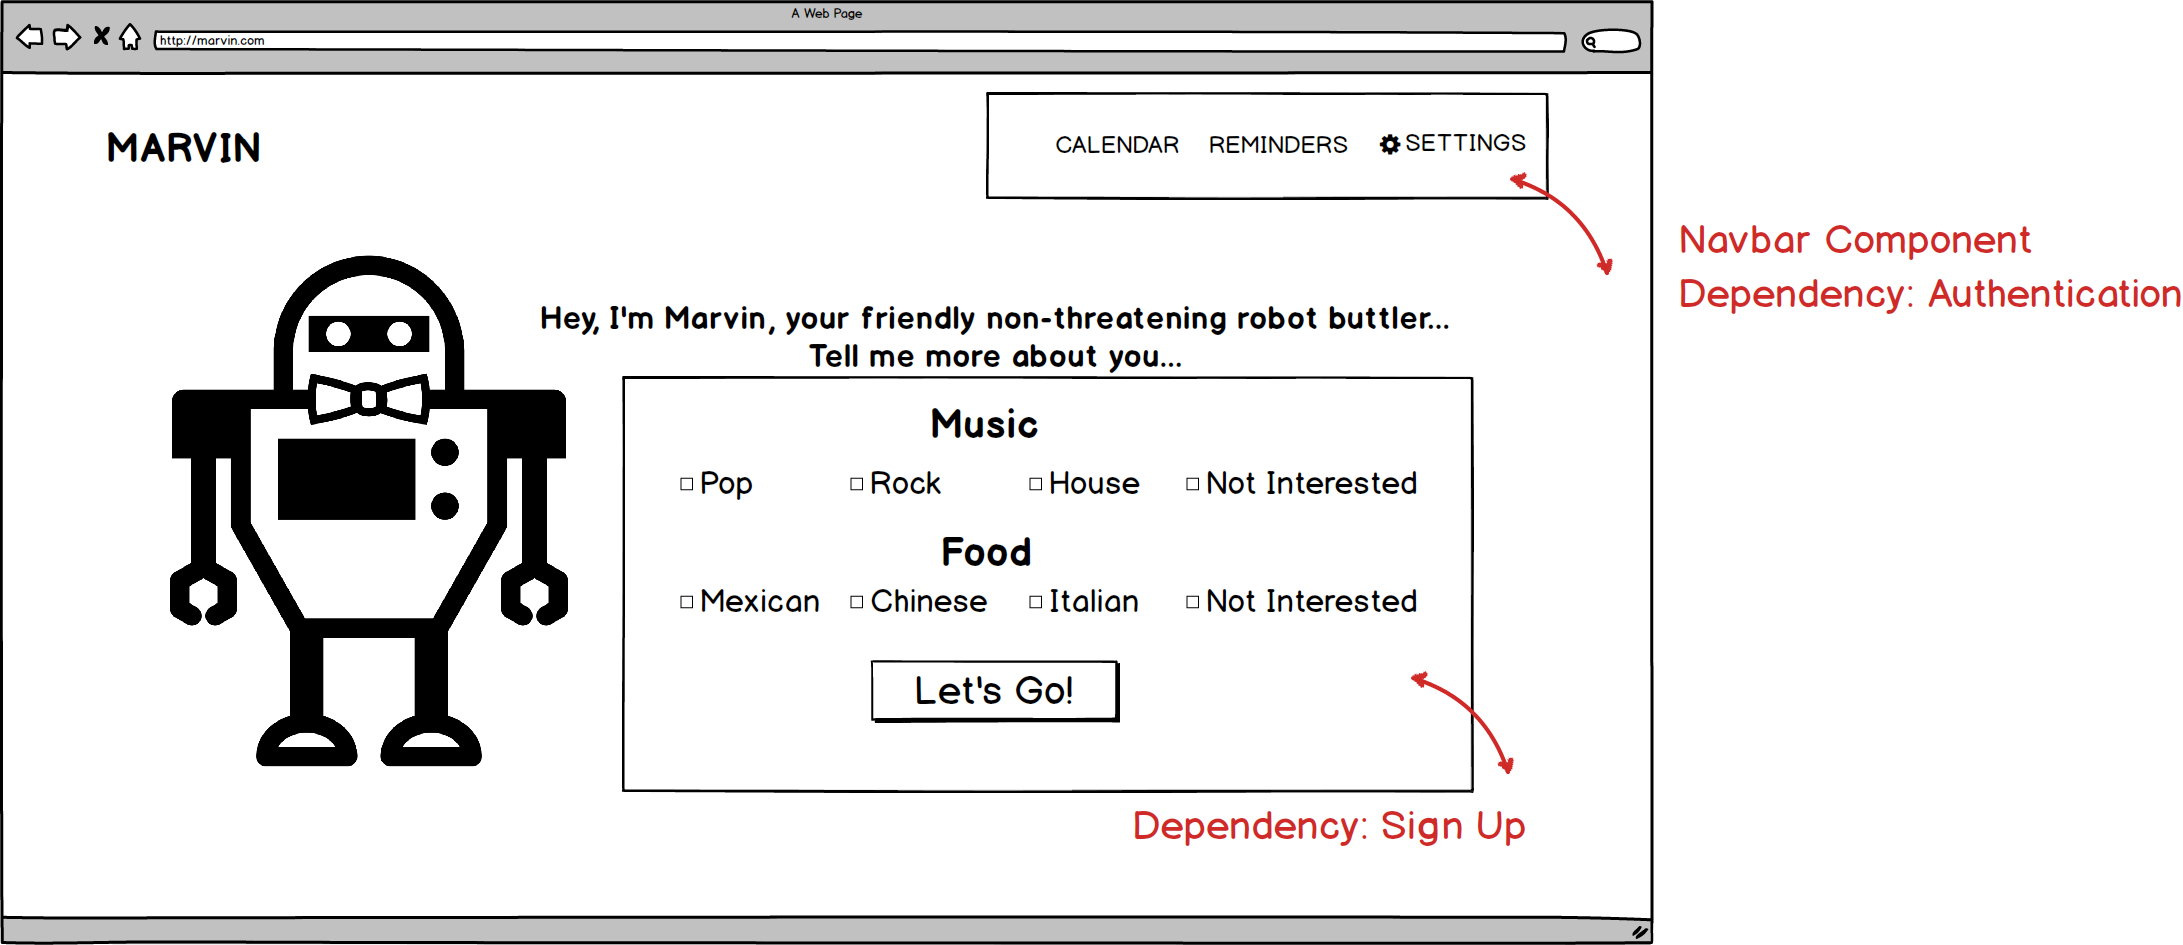 A Web Page
http://marvin.com
MARVIN
CALENDAR REMINDERS SETTINGS
Navbar Component
Dependency: Authentication
Hey, I'm Marvin, your friendly non-threatening robot buttler...
Tell me more about you...
Music
Pop Rock House Not Interested
Food
Mexican Chinese Italian Not Interested
Let's Go!
Dependency: Sign Up